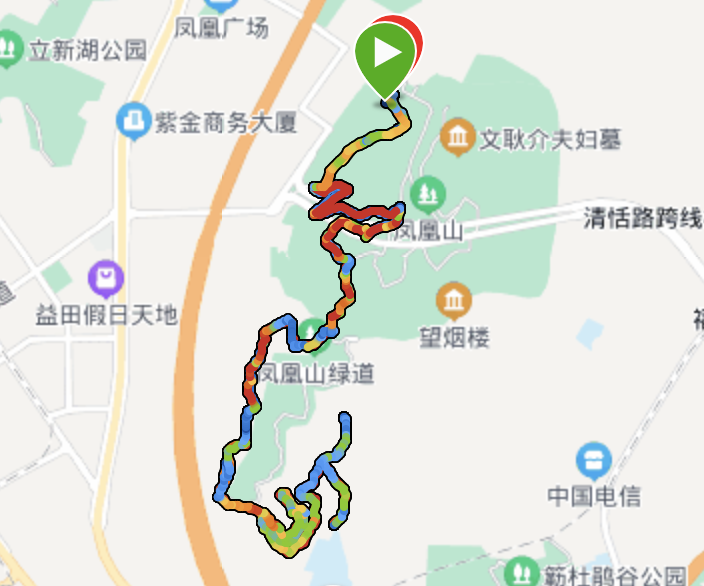 凤凰广场
立新湖公园
紫金商务大厦
文耿介夫妇墓
清恬路跨线
凤凰山
益田假日天地
望烟楼
凤凰山绿道
中国电信
簕杜鹃谷公园